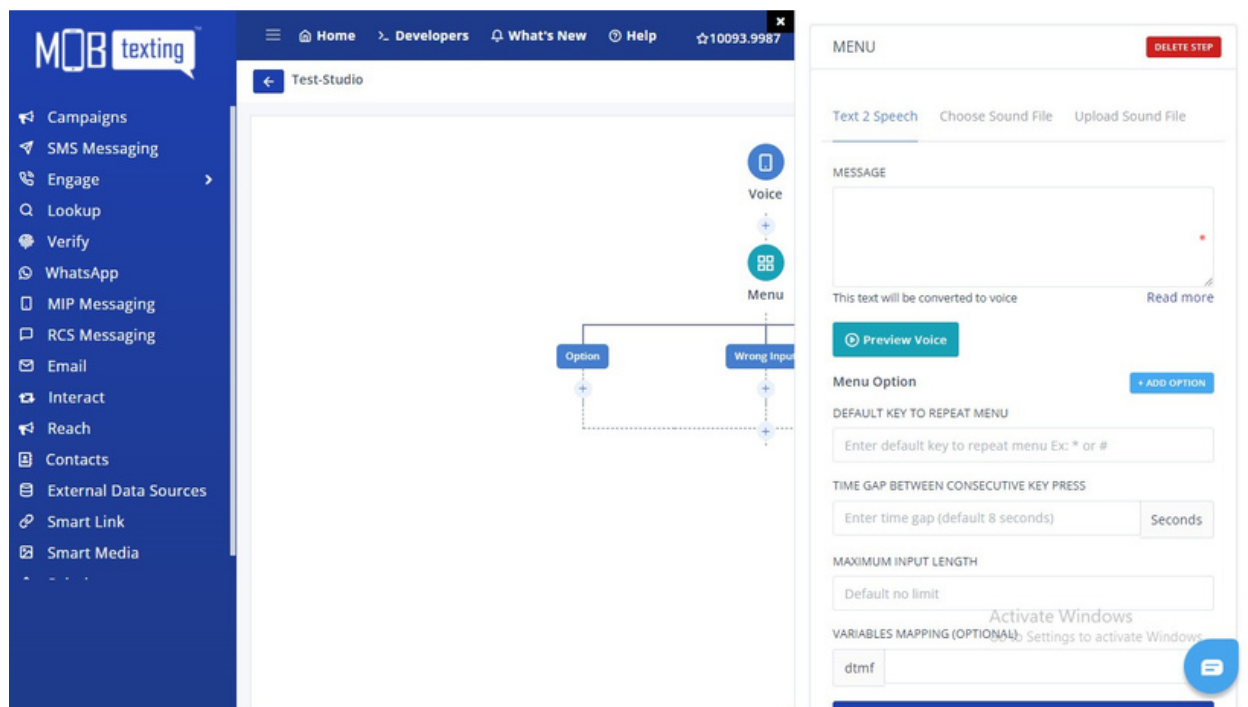 MOB texting
Campaigns
SMS Messaging
Engage
Lookup
Verify
WhatsApp
MIP Messaging
RCS Messaging
Email
Interact
Reach
Contacts
External Data Sources
Smart Link
Smart Media
Home Developers What's New Help 10093.9987
Test-Studio
Voice
Menu
Option Wrong Input
MENU DELETE STEP
Text 2 Speech Choose Sound File Upload Sound File
MESSAGE
*
This text will be converted to voice Read more
Preview Voice
Menu Option + ADD OPTION
DEFAULT KEY TO REPEAT MENU
Enter default key to repeat menu Ex: * or #
TIME GAP BETWEEN CONSECUTIVE KEY PRESS
Enter time gap (default 8 seconds) Seconds
MAXIMUM INPUT LENGTH
Default no limit
Activate Windows
VARIABLES MAPPING (OPTIONAL)
to Settings to activate Windows.
dtmf